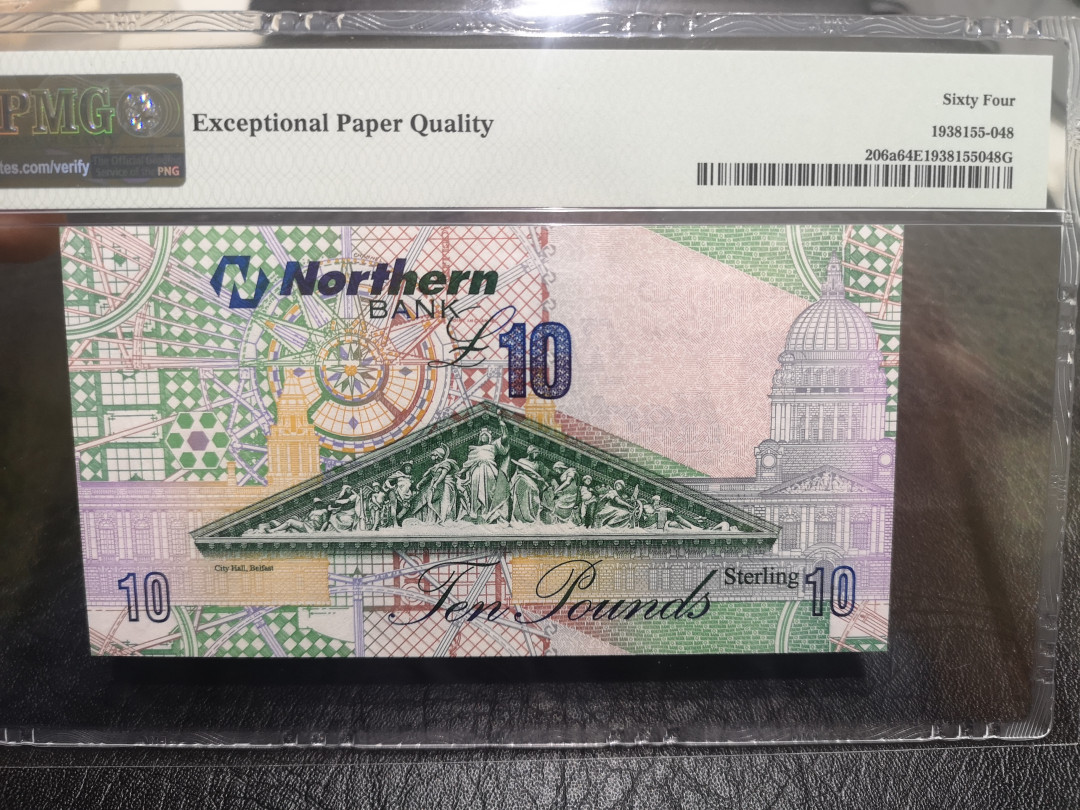 PMG
Exceptional Paper Quality
tes.com/verify
PNG
Sixty Four
1938155-048
206a64E1938155048G
Northern
BANK
£10
City Hall, Belfast
Ten Pounds
Sterling
10
10